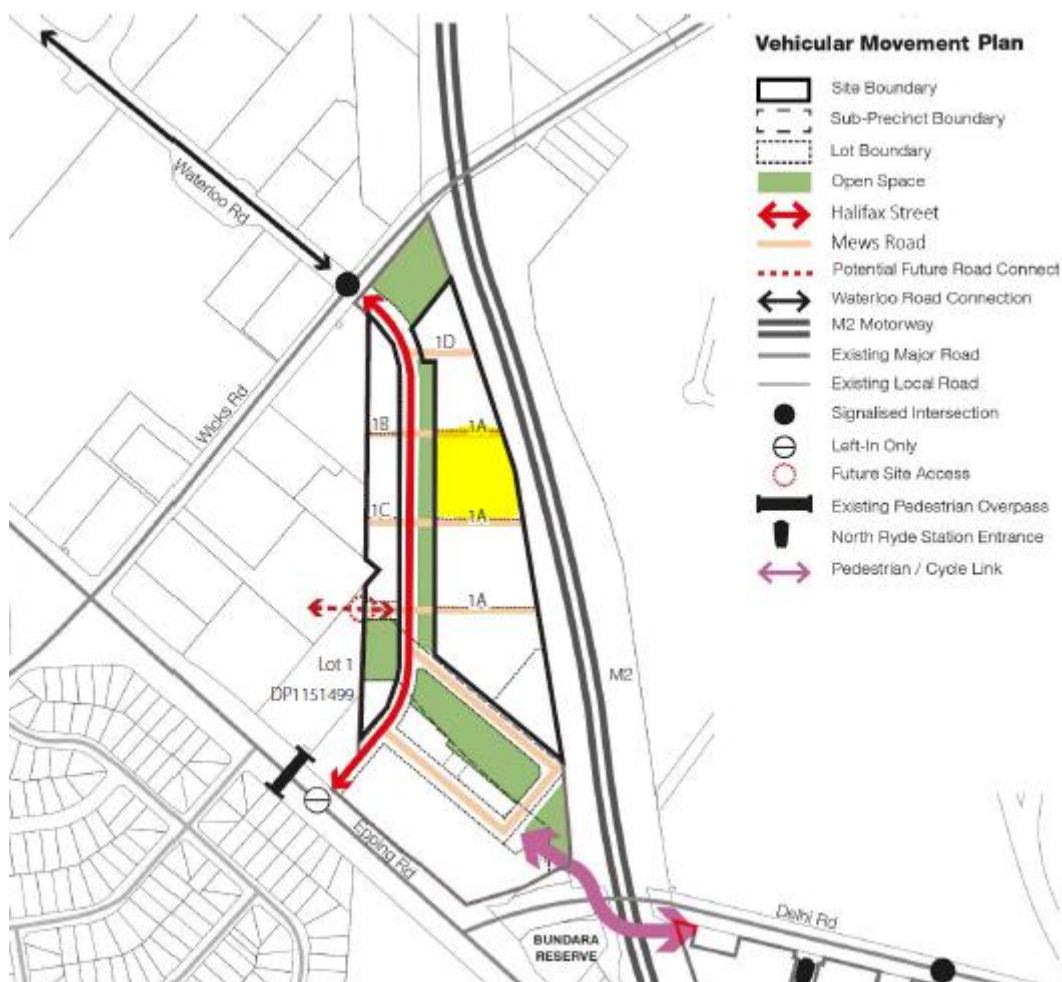 Vehicular Movement Plan
Site Boundary
Sub-Precinct Boundary
Lot Boundary
Open Space
Halifax Street
Mews Road
Potential Future Road Connect
Waterloo Road Connection
M2 Motorway
Existing Major Road
Existing Local Road
Signalised Intersection
Left-In Only
Future Site Access
Existing Pedestrian Overpass
North Ryde Station Entrance
Pedestrian / Cycle Link
Waterloo Rd
Wicks Rd
1D
1B
1A
1C
1A
1A
Lot 1
DP1151499
M2
Epping Rd
Delhi Rd
BUNDARA
RESERVE